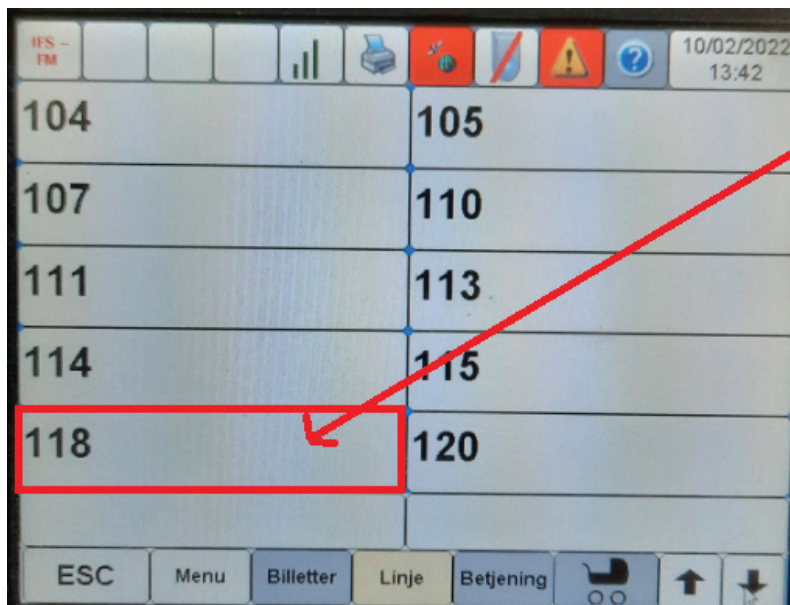 IFS –
FM
10/02/2022
13:42
104
105
107
110
111
113
114
115
118
120
ESC
Menu
Billetter
Linje
Betjening